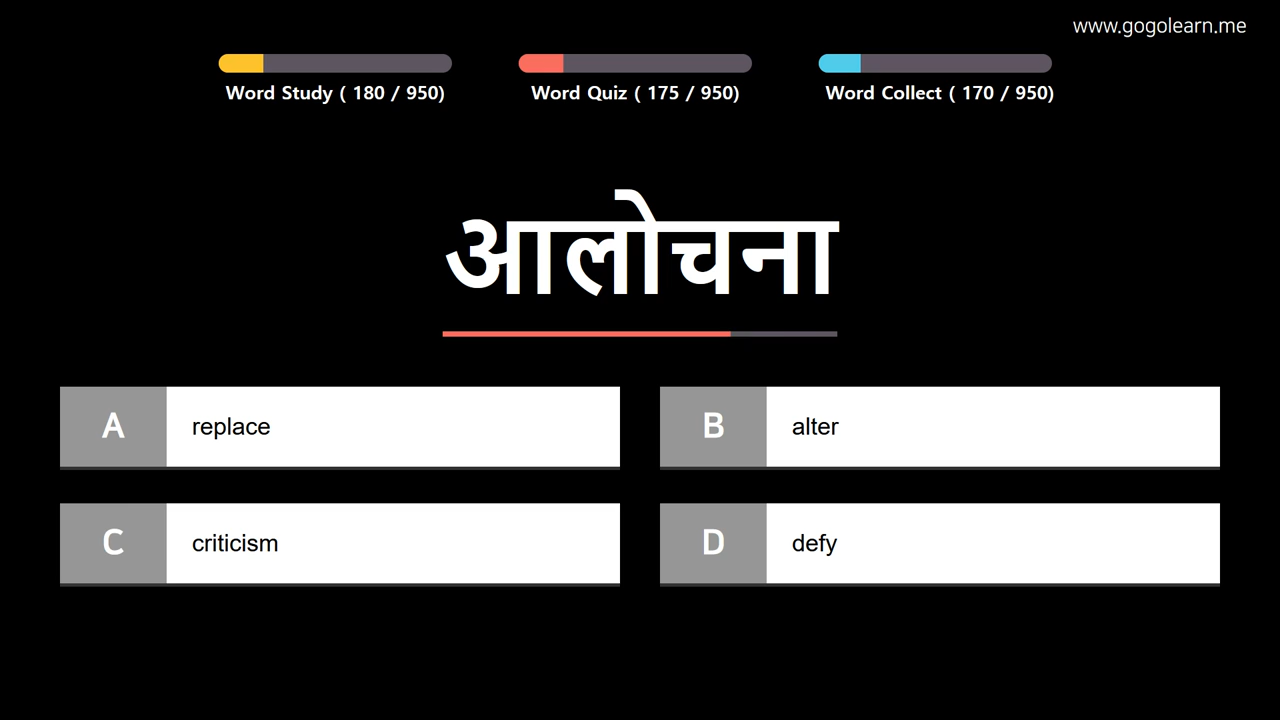 www.gogolearn.me
Word Study ( 180 / 950)
Word Quiz ( 175 / 950)
Word Collect ( 170 / 950)
आलोचना
A
replace
B
alter
C
criticism
D
defy